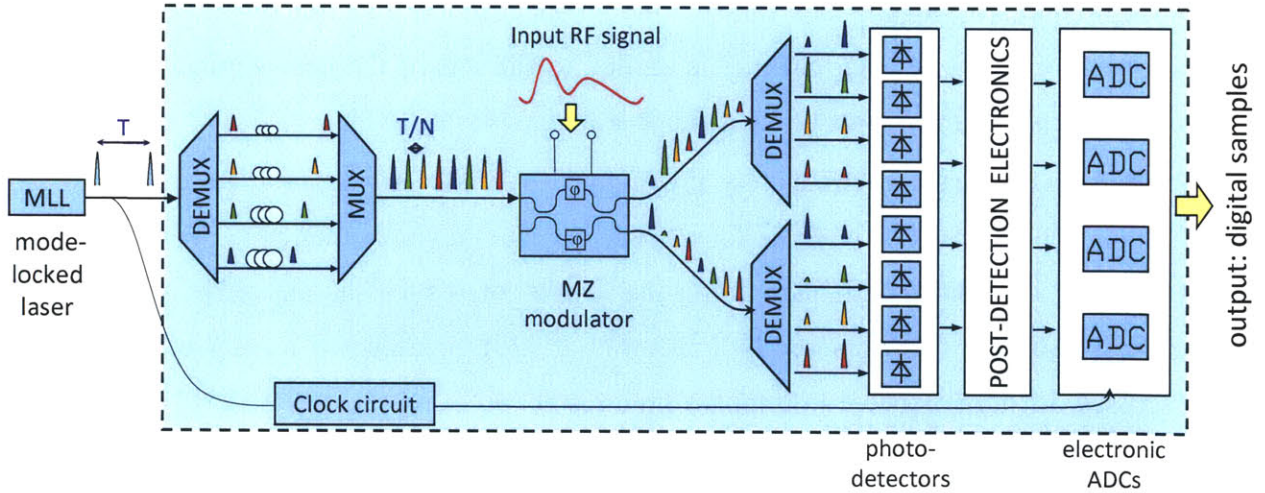 Input RF signal
T
T/N
MLL
mode-
locked
laser
DEMUX
MUX
φ
φ
MZ
modulator
DEMUX
DEMUX
POST-DETECTION ELECTRONICS
ADC
ADC
ADC
ADC
output: digital samples
Clock circuit
photo-
detectors
electronic
ADCs